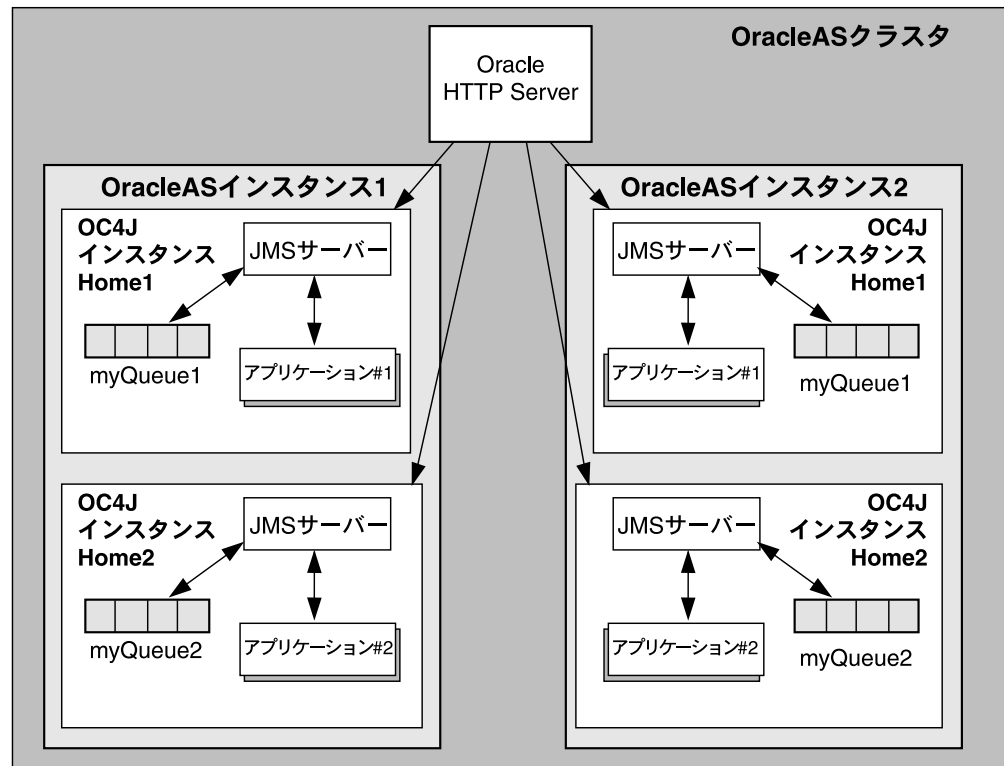 OracleASクラスタ
Oracle
HTTP Server
OracleASインスタンス1
OC4J
インスタンス
Home1
JMSサーバー
myQueue1
アプリケーション#1
OC4J
インスタンス
Home2
JMSサーバー
myQueue2
アプリケーション#2
OracleASインスタンス2
JMSサーバー
OC4J
インスタンス
Home1
アプリケーション#1
myQueue1
JMSサーバー
OC4J
インスタンス
Home2
アプリケーション#2
myQueue2